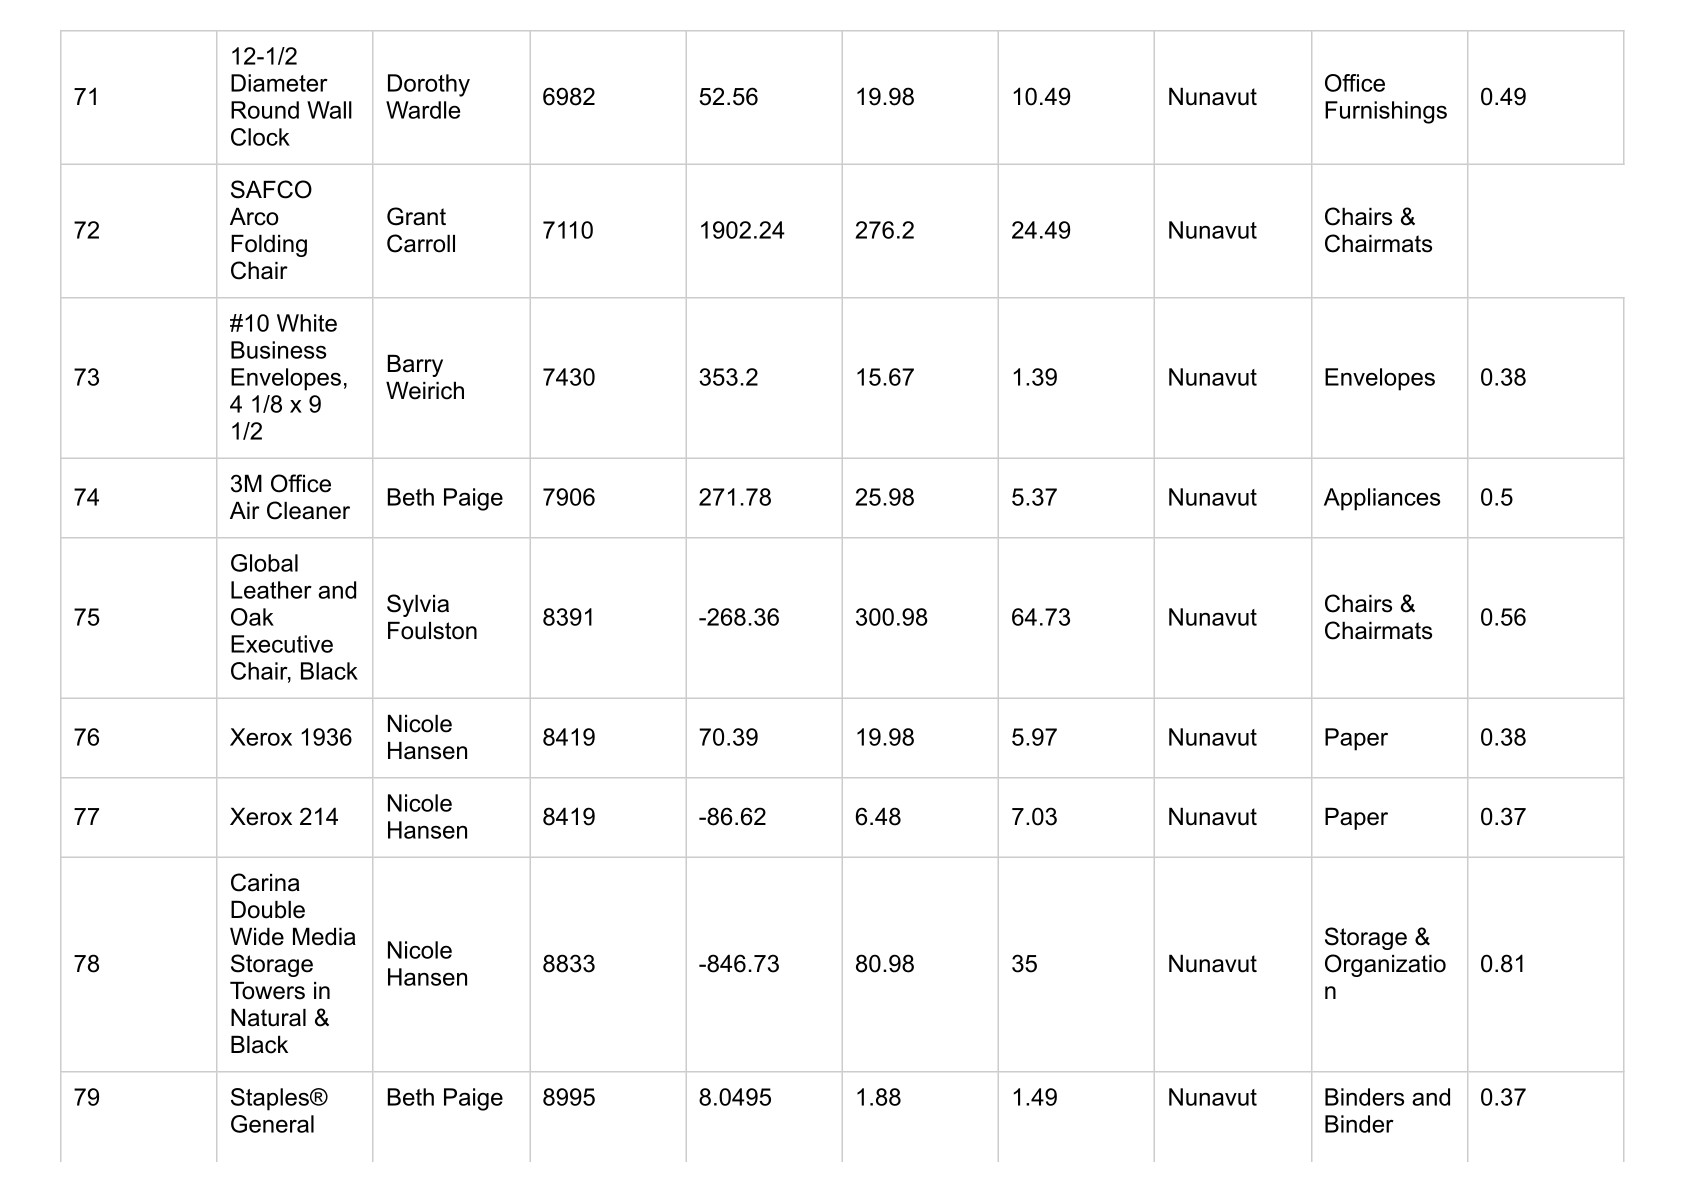 71
12-1/2
Diameter
Round Wall
Clock
Dorothy
Wardle
6982
52.56
19.98
10.49
Nunavut
Office
Furnishings
0.49
72
SAFCO
Arco
Folding
Chair
Grant
Carroll
7110
1902.24
276.2
24.49
Nunavut
Chairs &
Chairmats
73
#10 White
Business
Envelopes,
4 1/8 x 9
1/2
Barry
Weirich
7430
353.2
15.67
1.39
Nunavut
Envelopes
0.38
74
3M Office
Air Cleaner
Beth Paige
7906
271.78
25.98
5.37
Nunavut
Appliances
0.5
75
Global
Leather and
Oak
Executive
Chair, Black
Sylvia
Foulston
8391
-268.36
300.98
64.73
Nunavut
Chairs &
Chairmats
0.56
76
Xerox 1936
Nicole
Hansen
8419
70.39
19.98
5.97
Nunavut
Paper
0.38
77
Xerox 214
Nicole
Hansen
8419
-86.62
6.48
7.03
Nunavut
Paper
0.37
78
Carina
Double
Wide Media
Storage
Towers in
Natural &
Black
Nicole
Hansen
8833
-846.73
80.98
35
Nunavut
Storage &
Organizatio
n
0.81
79
Staples®
General
Beth Paige
8995
8.0495
1.88
1.49
Nunavut
Binders and
Binder
0.37